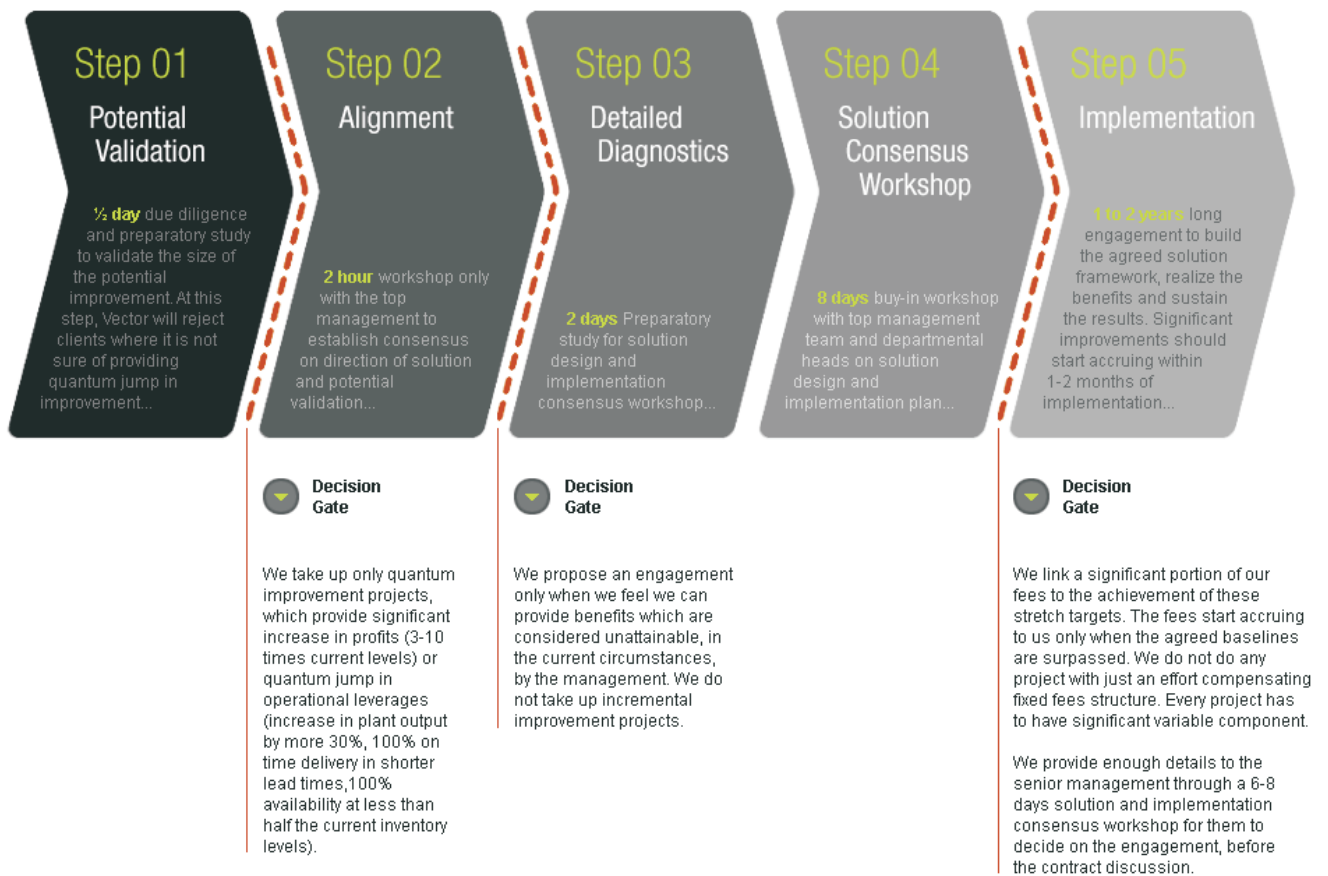 Step 01
Potential
Validation
½ day due diligence
and preparatory study
to validate the size of
the potential
improvement. At this
step, Vector will reject
clients where it is not
sure of providing
quantum jump in
improvement...
Step 02
Alignment
2 hour workshop only
with the top
management to
establish consensus
on direction of solution
and potential
validation...
Step 03
Detailed
Diagnostics
2 days Preparatory
study for solution
design and
implementation
consensus workshop...
Step 04
Solution
Consensus
Workshop
8 days buy-in workshop
with top management
team and departmental
heads on solution
design and
implementation plan...
Step 05
Implementation
1 to 2 years long
engagement to build
the agreed solution
framework, realize the
benefits and sustain
the results. Significant
improvements should
start accruing within
1-2 months of
implementation...
Decision
Gate
We take up only quantum
improvement projects,
which provide significant
increase in profits (3-10
times current levels) or
quantum jump in
operational leverages
(increase in plant output
by more 30%, 100% on
time delivery in shorter
lead times,100%
availability at less than
half the current inventory
levels).
Decision
Gate
We propose an engagement
only when we feel we can
provide benefits which are
considered unattainable, in
the current circumstances,
by the management. We do
not take up incremental
improvement projects.
Decision
Gate
We link a significant portion of our
fees to the achievement of these
stretch targets. The fees start accruing
to us only when the agreed baselines
are surpassed. We do not do any
project with just an effort compensating
fixed fees structure. Every project has
to have significant variable component.
We provide enough details to the
senior management through a 6-8
days solution and implementation
consensus workshop for them to
decide on the engagement, before
the contract discussion.